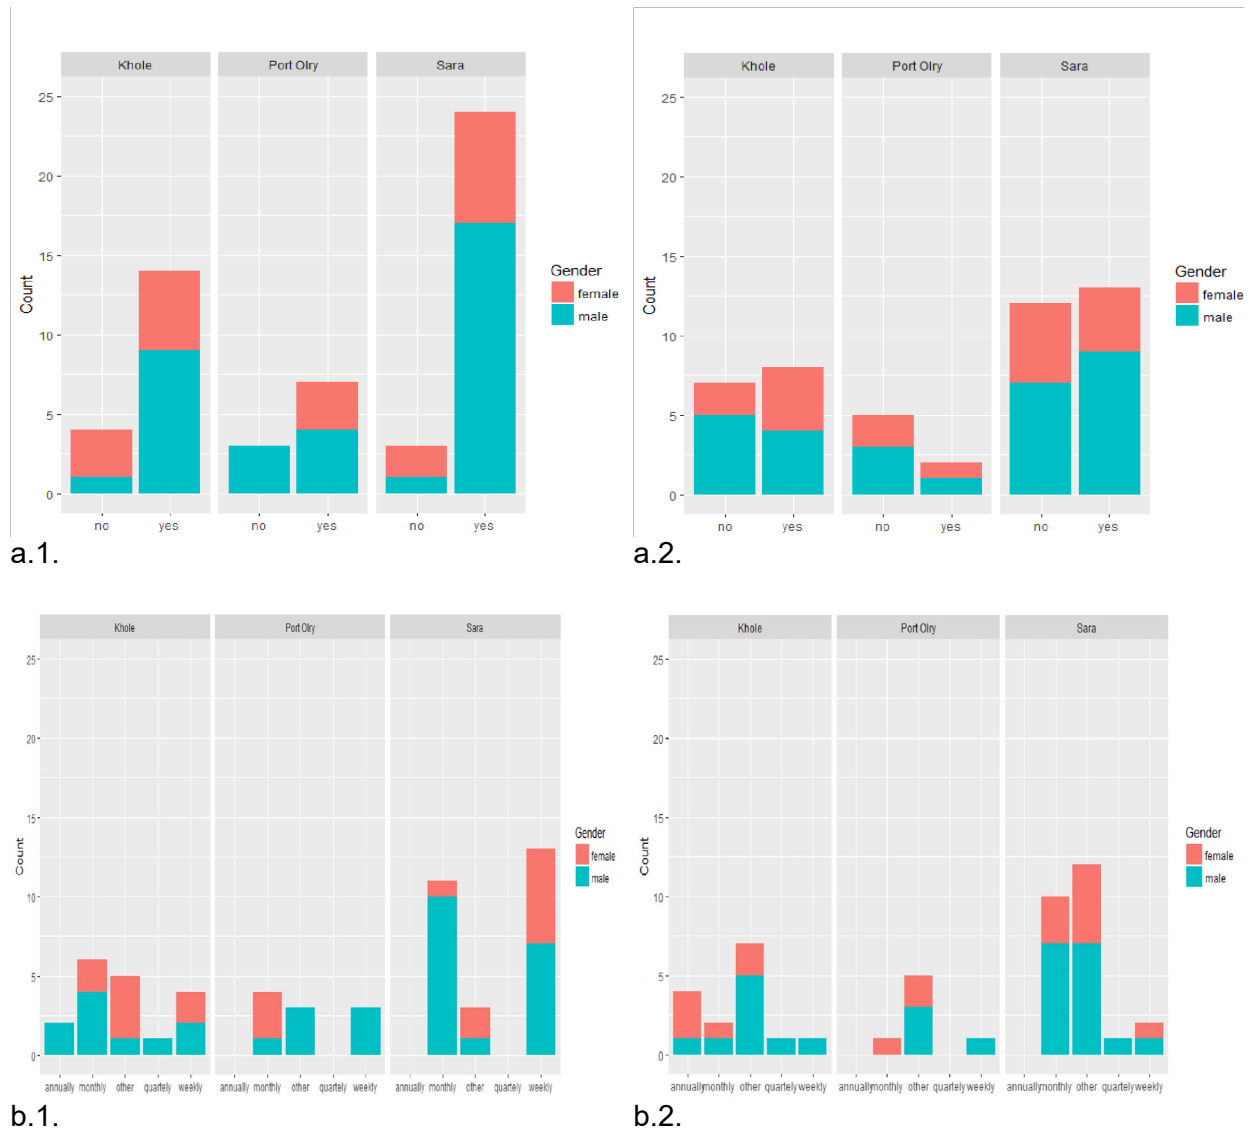 Khole Port Olry Sara
25
20
15
10
5
0
Count
no yes no yes no yes
Gender
female
male
a.1.
Khole Port Olry Sara
25
20
15
10
5
0
Count
no yes no yes no yes
Gender
female
male
a.2.
Khole Port Olry Sara
25
20
15
10
5
0
Count
annually monthly other quartely weekly annually monthly other quartely weekly annually monthly other quartely weekly
Gender
female
male
b.1.
Khole Port Olry Sara
25
20
15
10
5
0
Count
annually monthly other quartely weekly annually monthly other quartely weekly annually monthly other quartely weekly
Gender
female
male
b.2.